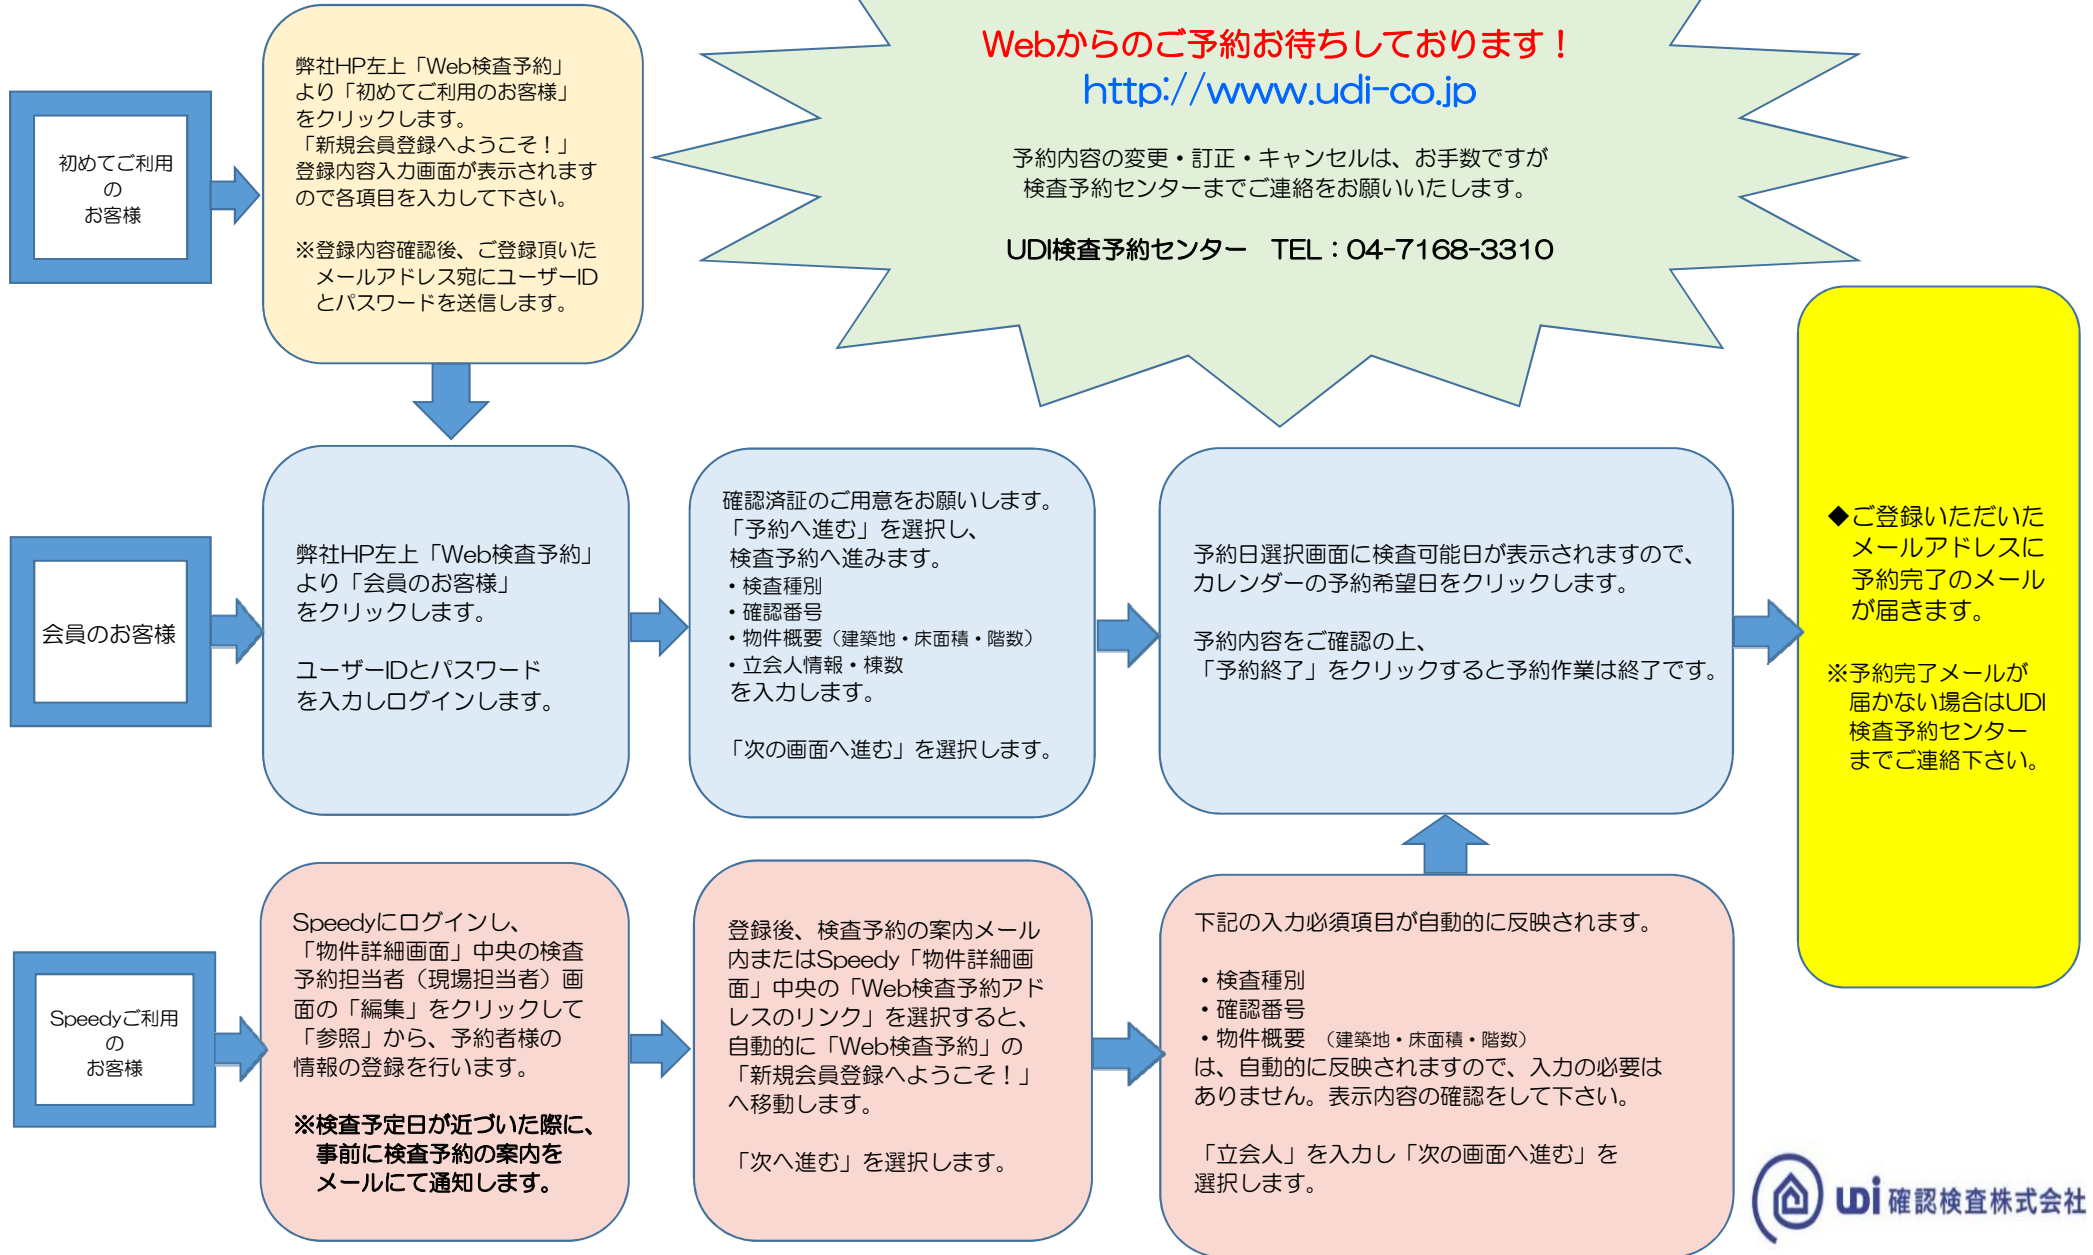 Webからのご予約お待ちしております！
http://www.udi-co.jp
予約内容の変更・訂正・キャンセルは、お手数ですが
検査予約センターまでご連絡をお願いいたします。
UDI検査予約センター　TEL：04-7168-3310
初めてご利用
の
お客様
弊社HP左上「Web検査予約」
より「初めてご利用のお客様」
をクリックします。
「新規会員登録へようこそ！」
登録内容入力画面が表示されます
ので各項目を入力して下さい。
※登録内容確認後、ご登録頂いた
メールアドレス宛にユーザーID
とパスワードを送信します。
会員のお客様
弊社HP左上「Web検査予約」
より「会員のお客様」
をクリックします。
ユーザーIDとパスワード
を入力しログインします。
確認済証のご用意をお願いします。
「予約へ進む」を選択し、
検査予約へ進みます。
・検査種別
・確認番号
・物件概要（建築地・床面積・階数）
・立会人情報・棟数
を入力します。
「次の画面へ進む」を選択します。
予約日選択画面に検査可能日が表示されますので、
カレンダーの予約希望日をクリックします。
予約内容をご確認の上、
「予約終了」をクリックすると予約作業は終了です。
◆ご登録いただいた
メールアドレスに
予約完了のメール
が届きます。
※予約完了メールが
届かない場合はUDI
検査予約センター
までご連絡下さい。
Speedyご利用
の
お客様
Speedyにログインし、
「物件詳細画面」中央の検査
予約担当者（現場担当者）画
面の「編集」をクリックして
「参照」から、予約者様の
情報の登録を行います。
※検査予定日が近づいた際に、
事前に検査予約の案内を
メールにて通知します。
登録後、検査予約の案内メール
内またはSpeedy「物件詳細画
面」中央の「Web検査予約アド
レスのリンク」を選択すると、
自動的に「Web検査予約」の
「新規会員登録へようこそ！」
へ移動します。
「次へ進む」を選択します。
下記の入力必須項目が自動的に反映されます。
・検査種別
・確認番号
・物件概要 （建築地・床面積・階数）
は、自動的に反映されますので、入力の必要は
ありません。表示内容の確認をして下さい。
「立会人」を入力し「次の画面へ進む」を
選択します。
UDi 確認検査株式会社